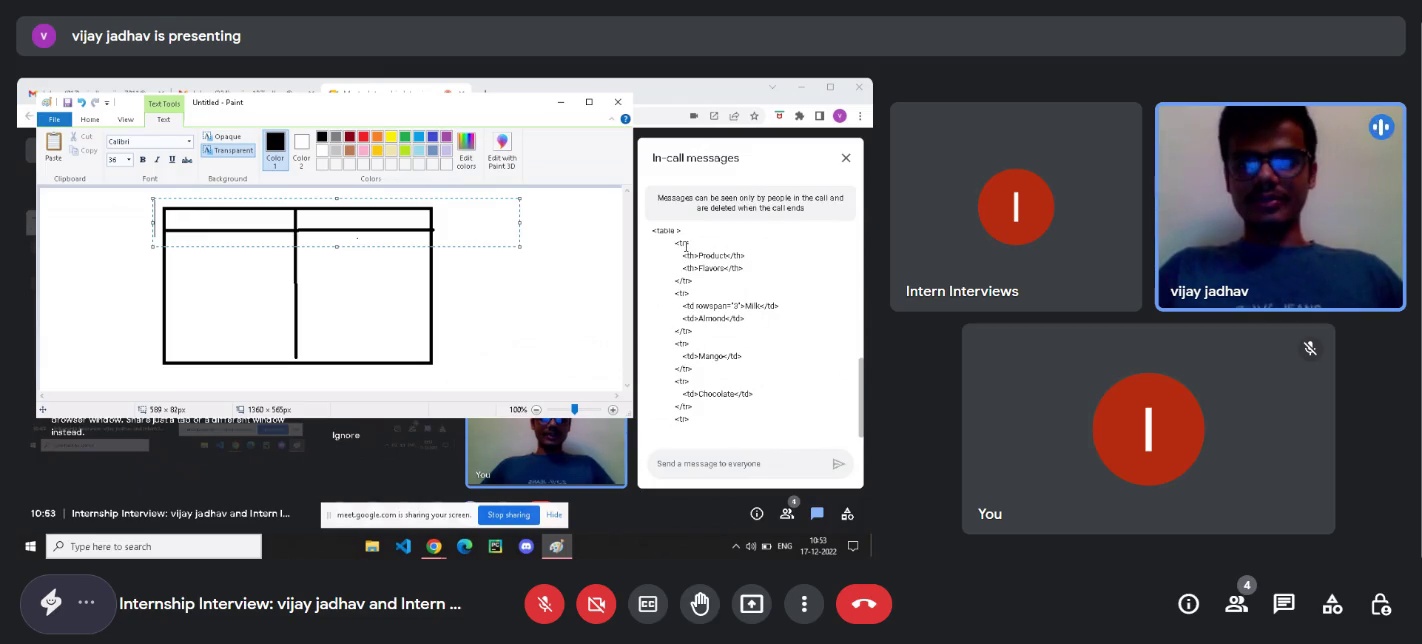 V
vijay jadhav is presenting
Text Tools
Untitled - Paint
File
Home
View
Text
Paste
Cut
Copy
Clipboard
Calibri
36
B I U abc
Font
Opaque
Transparent
Background
Color 1
Color 2
Colors
Edit colors
Edit with Paint 3D
589 × 82px
1360 × 565px
100%
browser window. Share just a tab or a different window
instead.
Ignore
You
In-call messages
Messages can be seen only by people in the call and
are deleted when the call ends
<table >
<tr>
<th>Product</th>
<th>Flavors</th>
</tr>
<tr>
<td rowspan="3">Milk</td>
<td>Almond</td>
</tr>
<tr>
<td>Mango</td>
</tr>
<tr>
<td>Chocolate</td>
</tr>
<tr>
Send a message to everyone
10:53 | Internship Interview: vijay jadhav and Intern I...
meet.google.com is sharing your screen.
Stop sharing
Hide
4
Type here to search
ENG
10:53
17-12-2022
I
Intern Interviews
vijay jadhav
I
You
Internship Interview: vijay jadhav and Intern ...
CC
4